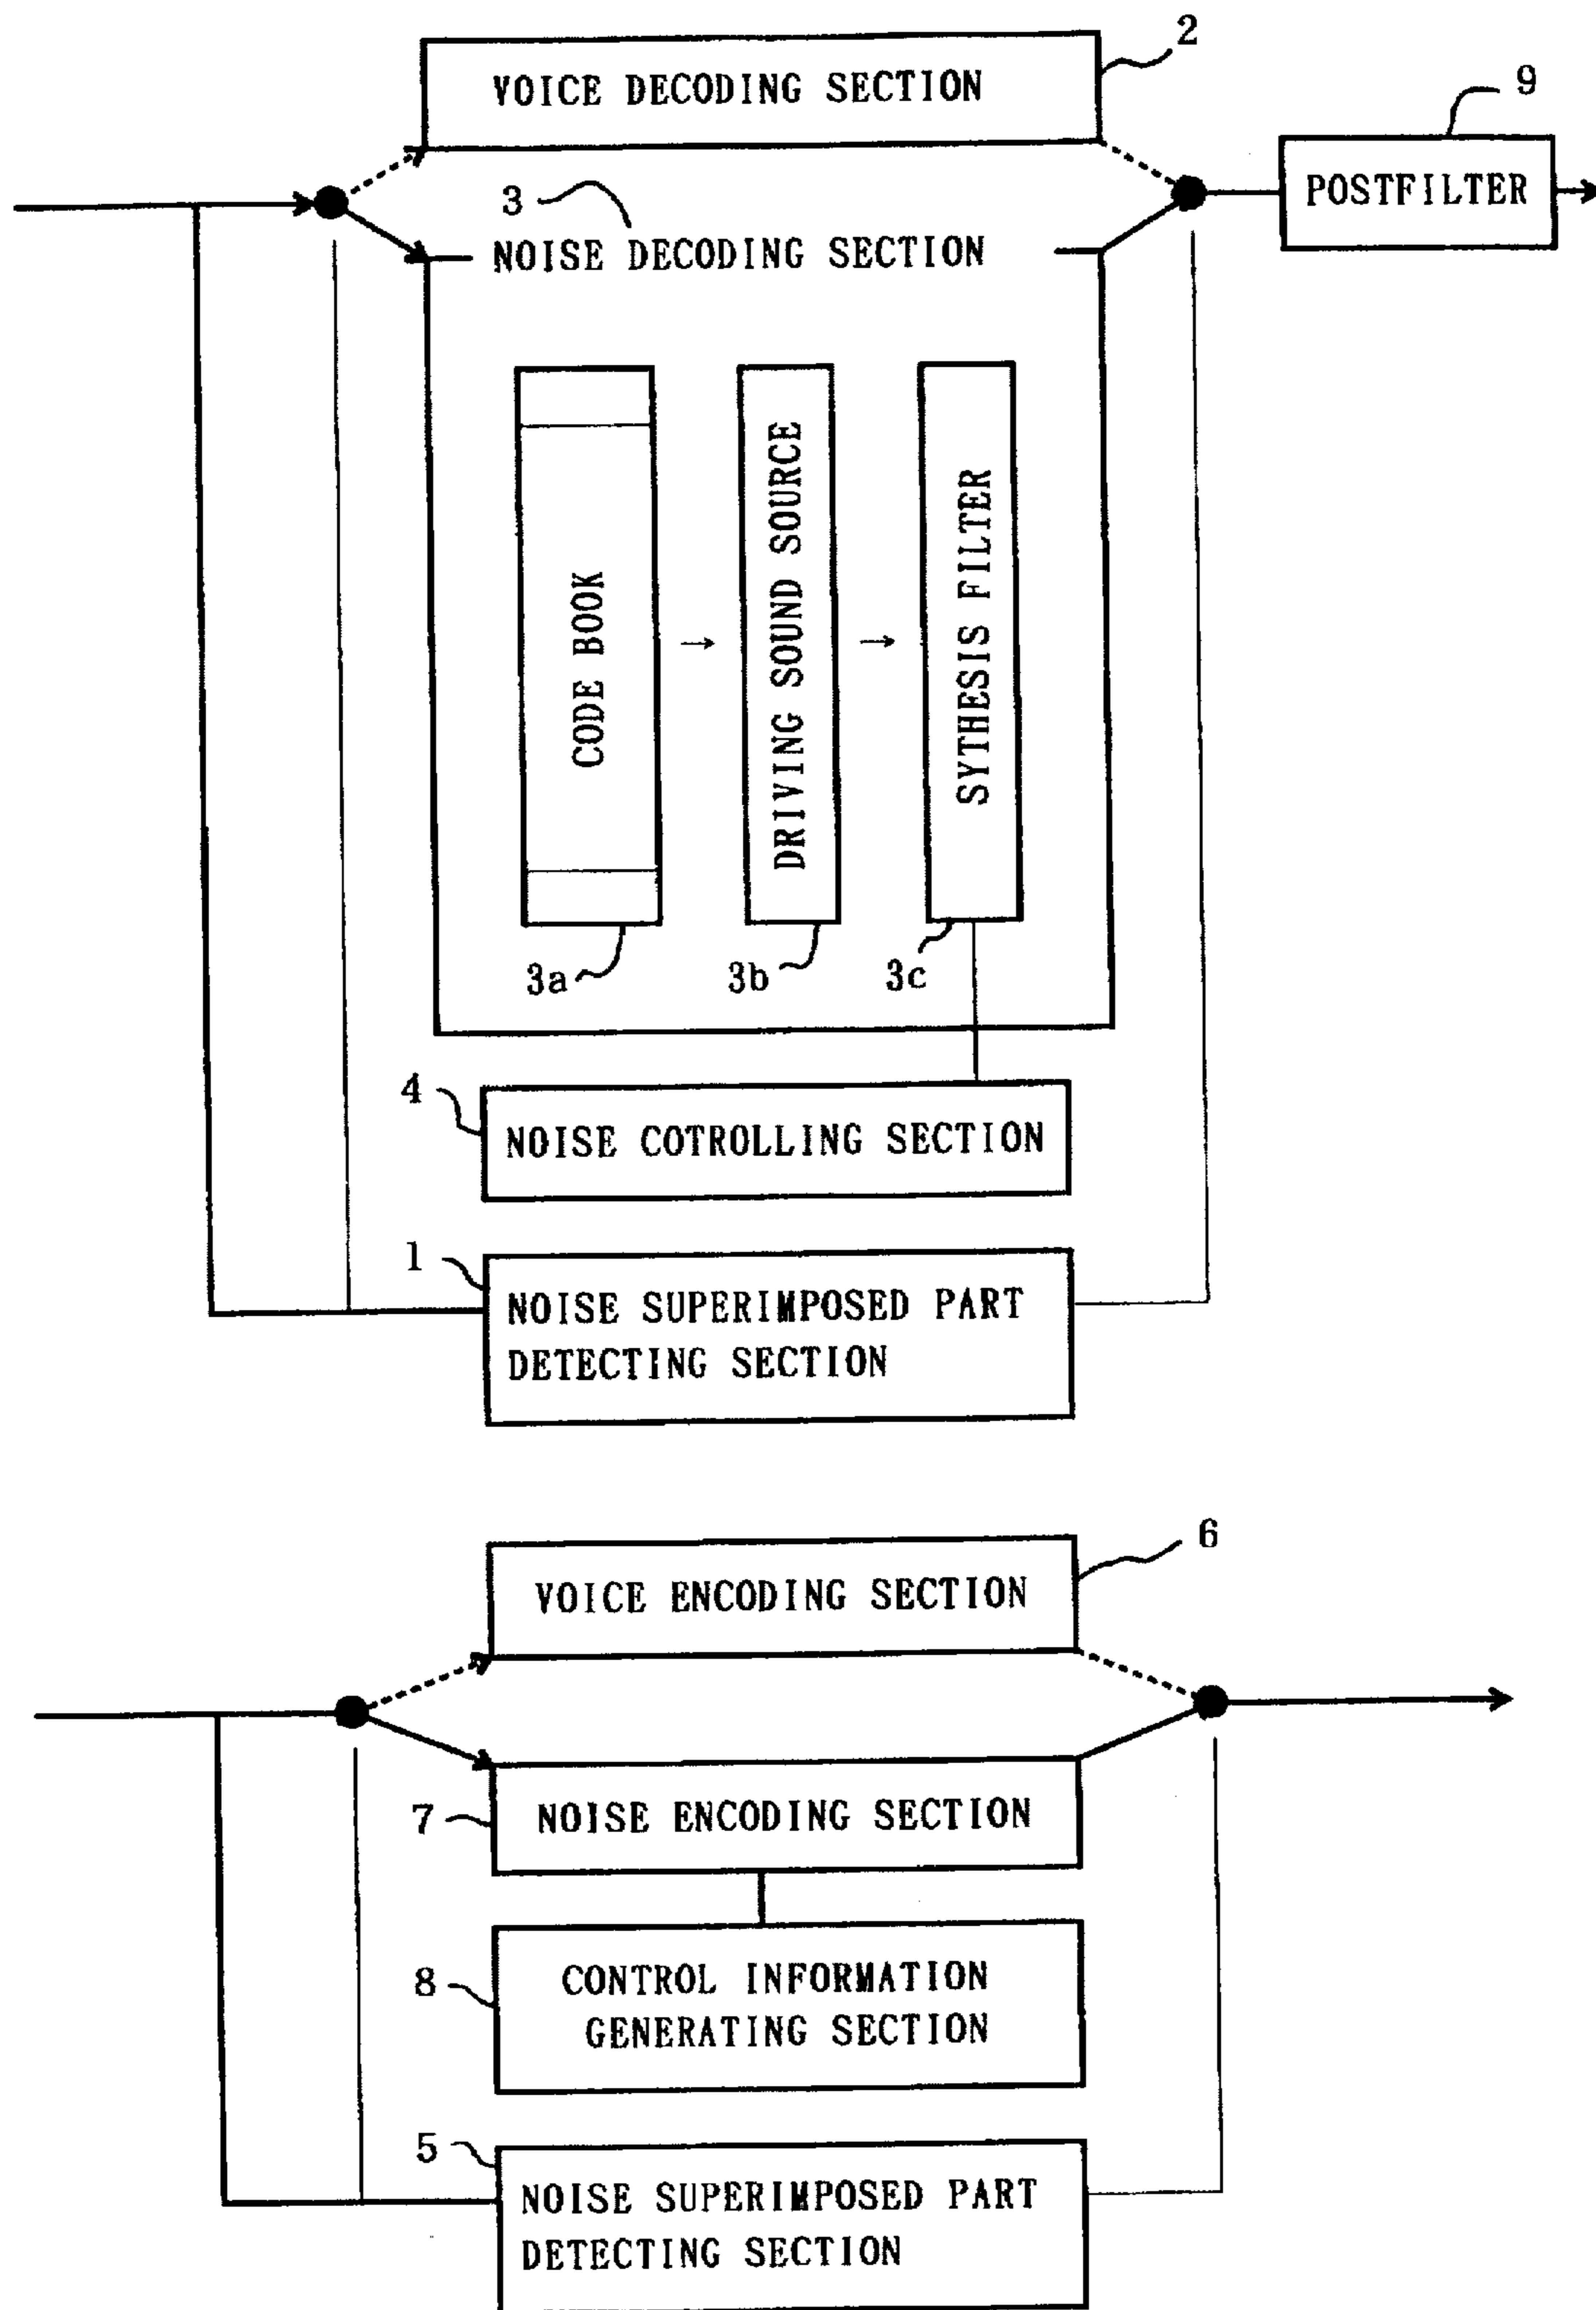 2
VOICE DECODING SECTION
9
POSTFILTER
3
NOISE DECODING SECTION
CODE BOOK
DRIVING SOUND SOURCE
SYTHESIS FILTER
3a
3b
3c
4
NOISE COTROLLING SECTION
1
NOISE SUPERIMPOSED PART
DETECTING SECTION
6
VOICE ENCODING SECTION
7
NOISE ENCODING SECTION
8
CONTROL INFORMATION
GENERATING SECTION
5
NOISE SUPERIMPOSED PART
DETECTING SECTION